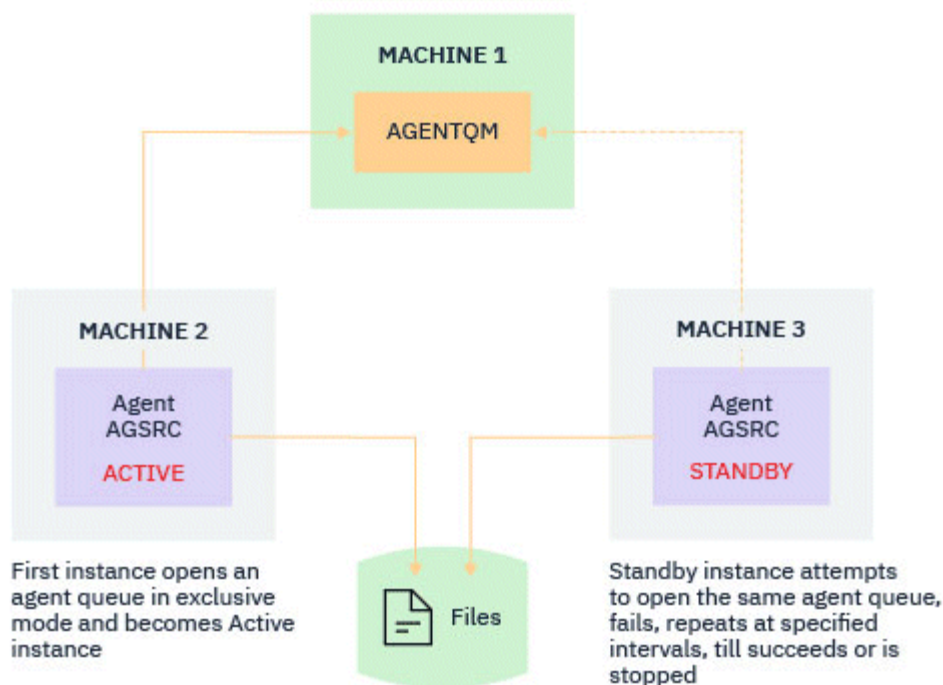 MACHINE 1
AGENTQM
MACHINE 2
Agent
AGSRC
ACTIVE
First instance opens an
agent queue in exclusive
mode and becomes Active
instance
Files
MACHINE 3
Agent
AGSRC
STANDBY
Standby instance attempts
to open the same agent queue,
fails, repeats at specified
intervals, till succeeds or is
stopped